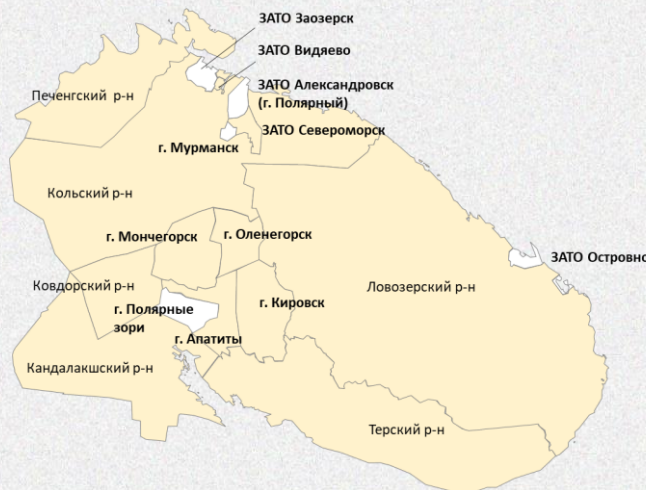 ЗАТО Заозерск
ЗАТО Видяево
ЗАТО Александровск
(г. Полярный)
Печенгский р-н
ЗАТО Североморск
г. Мурманск
Кольский р-н
г. Мончегорск
г. Оленегорск
ЗАТО Островно
Ковдорский р-н
Ловозерский р-н
г. Полярные
зори
г. Кировск
г. Апатиты
Кандалакшский р-н
Терский р-н